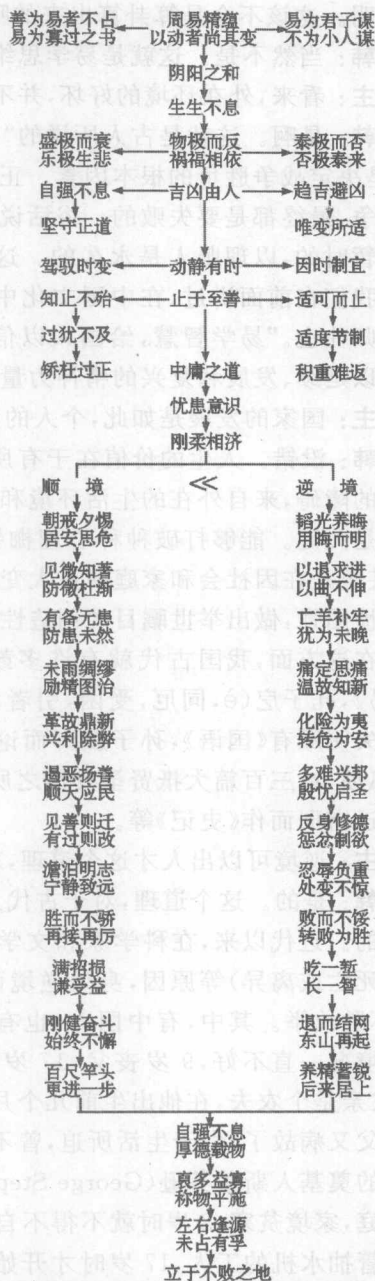 善为易者不占 周易精蕴 易为君子谋
易为寡过之书 以动者尚其变 不为小人谋
阴阳之和
生生不息
盛极而衰 物极而反 泰极而否
乐极生悲 祸福相依 否极泰来
自强不息 吉凶由人 趋吉避凶
坚守正道 唯变所适
驾驭时变 动静有时 因时制宜
知止不殆 止于至善 适可而止
过犹不及 适度节制
矫枉过正 中庸之道 积重难返
忧患意识
刚柔相济
顺境 << 逆境
朝戒夕惕 韬光养晦
居安思危 用晦而明
见微知著 以退求进
防微杜渐 以曲不伸
有备无患 亡羊补牢
防患未然 犹为未晚
未雨绸缪 痛定思痛
励精图治 温故知新
革故鼎新 化险为夷
兴利除弊 转危为安
遏恶扬善 多难兴邦
顺天应民 殷忧启圣
见善则迁 反身修德
有过则改 惩忿制欲
澹泊明志 忍辱负重
宁静致远 处变不惊
胜而不骄 败而不馁
再接再厉 转败为胜
满招损 吃一堑
谦受益 长一智
刚健奋斗 退而结网
始终不懈 东山再起
百尺竿头 养精蓄锐
更进一步 后来居上
自强不息
厚德载物
裒多益寡
称物平施
左右逢源
未占有孚
立于不败之地